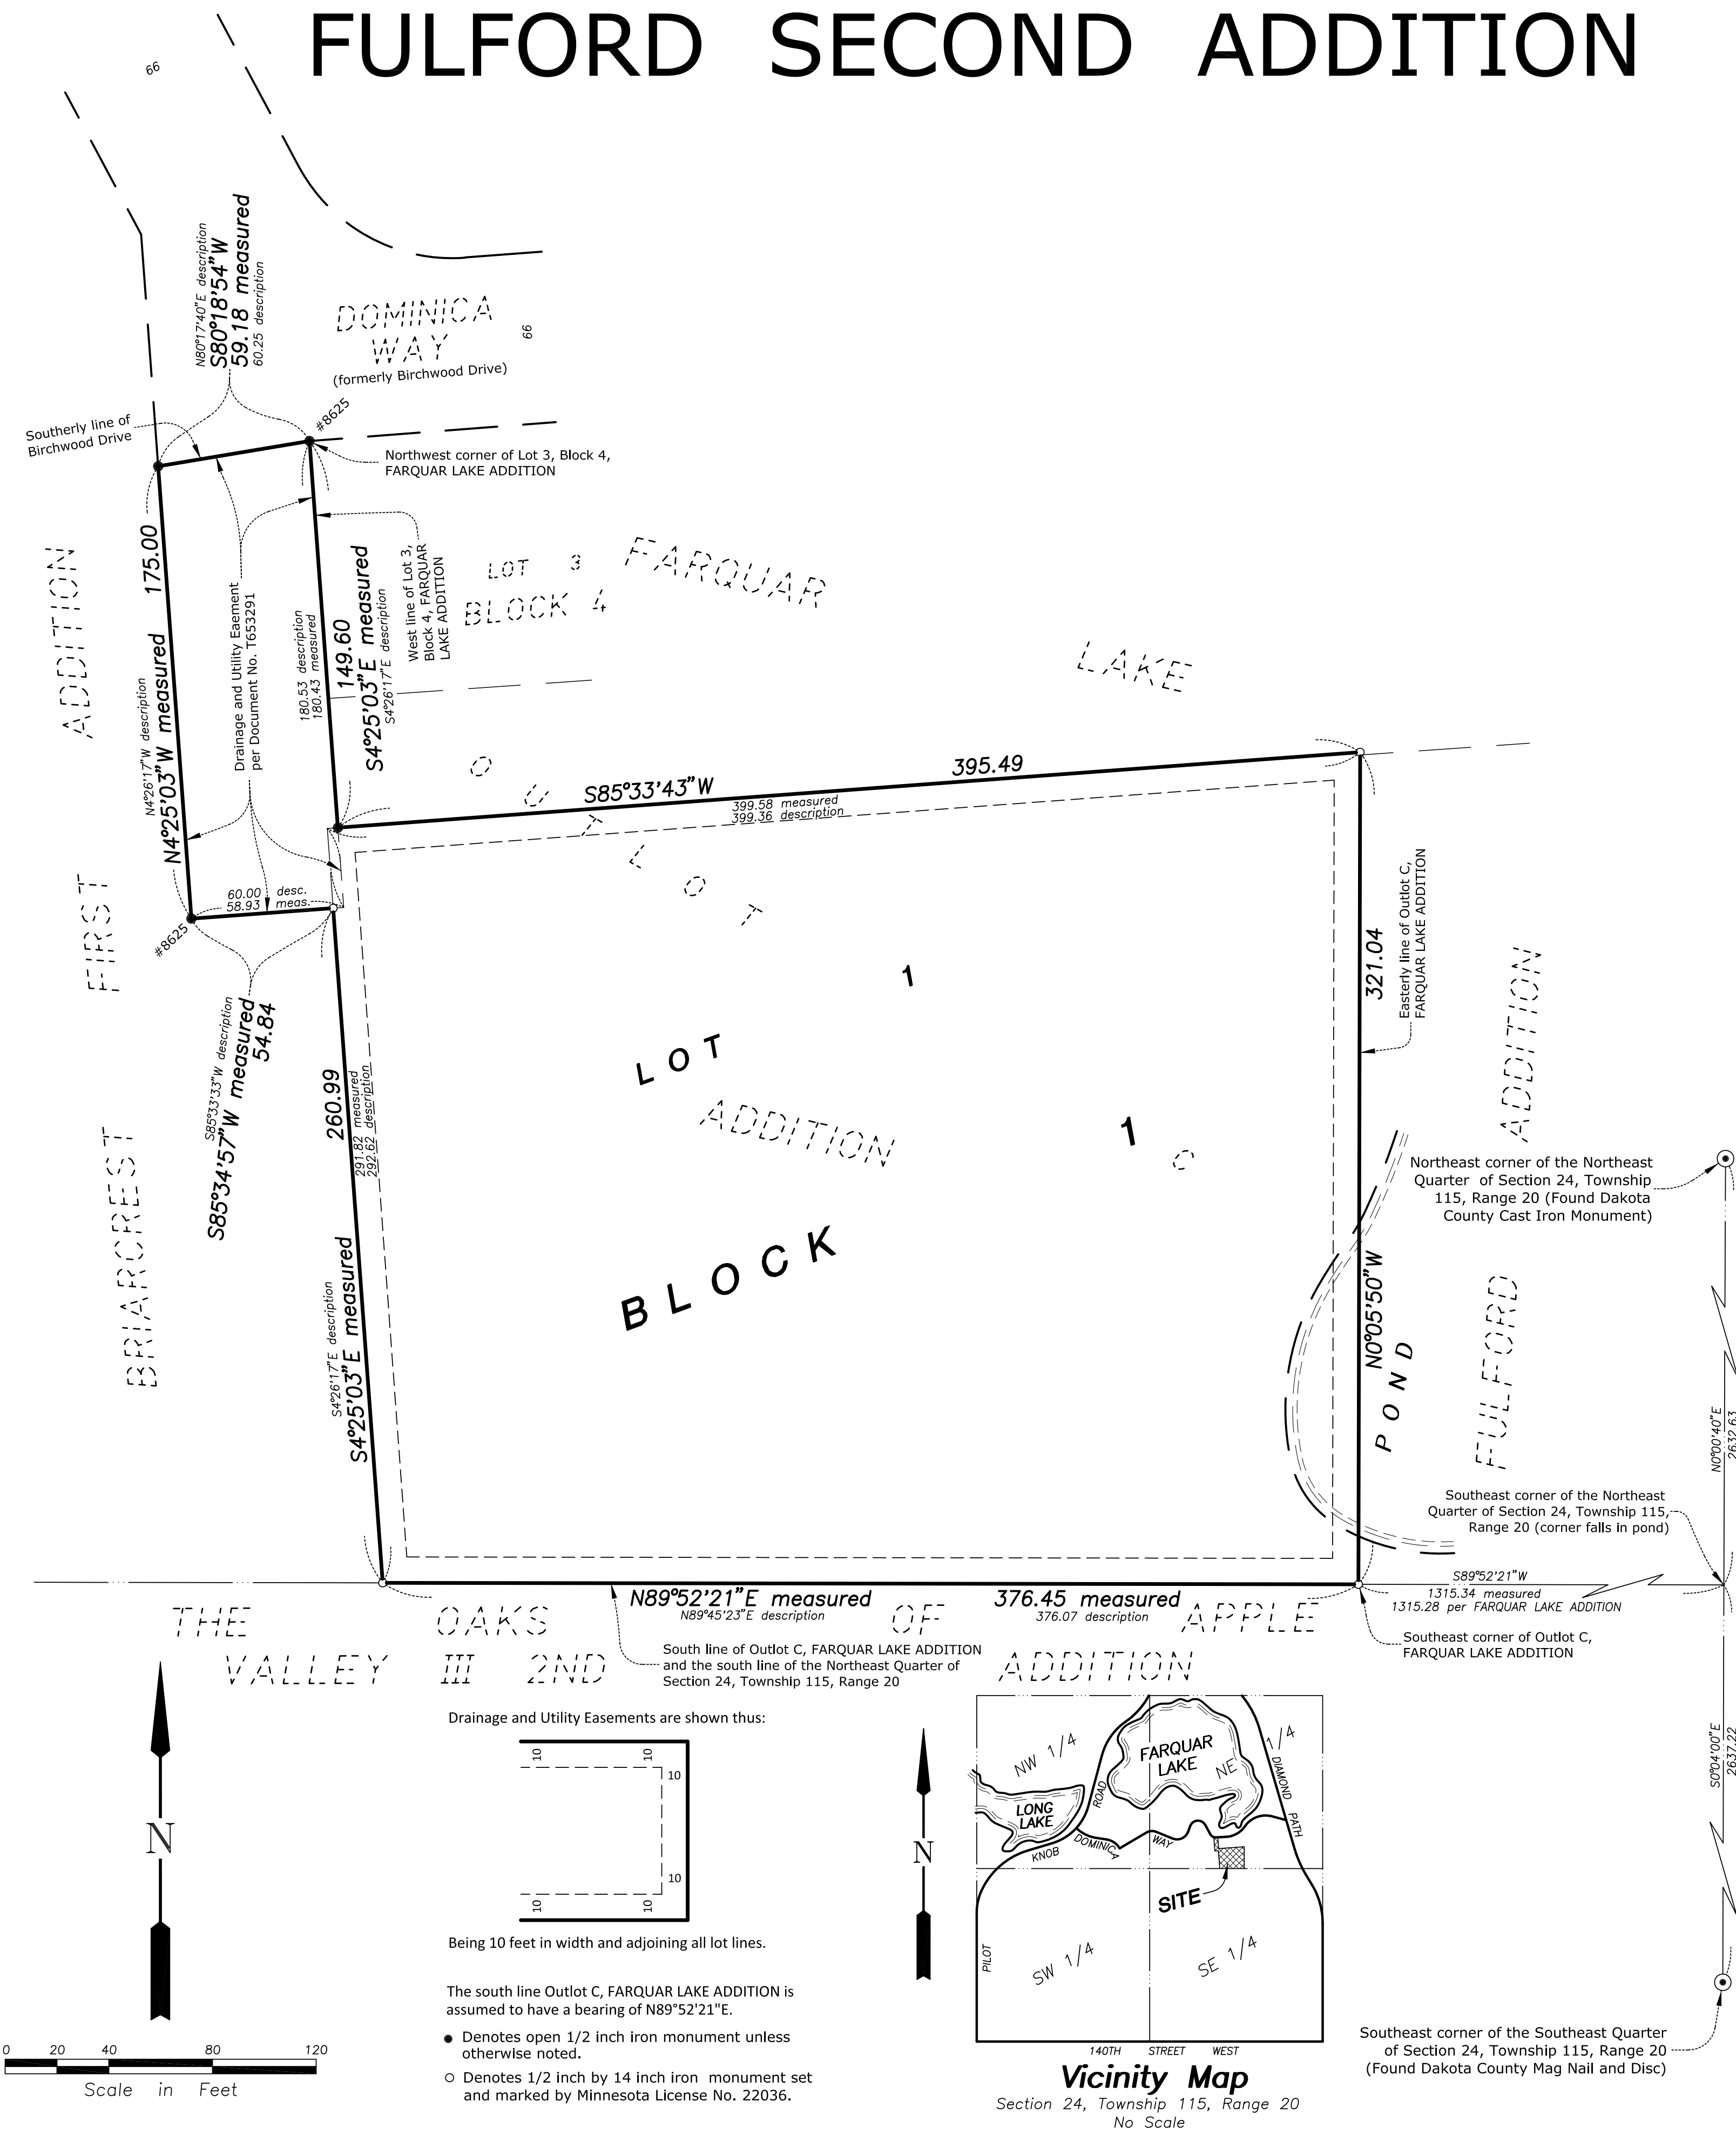 FULFORD SECOND ADDITION
66
N80°17'40"E description
S80°18'54"W
59.18 measured
60.25 description
DOMINICA
WAY
66
(formerly Birchwood Drive)
#8625
Southerly line of
Birchwood Drive
Northwest corner of Lot 3, Block 4,
FARQUAR LAKE ADDITION
175.00
N4°25'03"W measured
N4°26'17"W description
Drainage and Utility Eaement
per Document No. T653291
180.53 description
180.43 measured
149.60
S4°25'03"E measured
S4°26'17"E description
West line of Lot 3,
Block 4, FARQUAR
LAKE ADDITION
LOT 3
BLOCK 4
FARQUAR
LAKE
ADDITION
OUTLOT
C
S85°33'43"W
395.49
399.58 measured
399.36 description
60.00 desc.
58.93 meas.
#8625
S85°33'33"W description
S85°34'57"W measured
54.84
BRIARCREST FIRST ADDITION
260.99
291.82 measured
292.62 description
S4°26'17"E description
S4°25'03"E measured
LOT 1
BLOCK 1
321.04
N0°05'50"W
Easterly line of Outlot C,
FARQUAR LAKE ADDITION
POND
FULFORD ADDITION
Northeast corner of the Northeast
Quarter of Section 24, Township
115, Range 20 (Found Dakota
County Cast Iron Monument)
N0°00'40"E
2632.63
Southeast corner of the Northeast
Quarter of Section 24, Township 115,
Range 20 (corner falls in pond)
S89°52'21"W
1315.34 measured
1315.28 per FARQUAR LAKE ADDITION
Southeast corner of Outlot C,
FARQUAR LAKE ADDITION
N89°52'21"E measured
N89°45'23"E description
376.45 measured
376.07 description
THE OAKS OF APPLE
VALLEY III 2ND ADDITION
South line of Outlot C, FARQUAR LAKE ADDITION
and the south line of the Northeast Quarter of
Section 24, Township 115, Range 20
S0°04'00"E
2637.22
Southeast corner of the Southeast Quarter
of Section 24, Township 115, Range 20
(Found Dakota County Mag Nail and Disc)
N
0 20 40 80 120
Scale in Feet
Drainage and Utility Easements are shown thus:
10 10
10
10
10 10
Being 10 feet in width and adjoining all lot lines.
The south line Outlot C, FARQUAR LAKE ADDITION is
assumed to have a bearing of N89°52'21"E.
Denotes open 1/2 inch iron monument unless
otherwise noted.
Denotes 1/2 inch by 14 inch iron monument set
and marked by Minnesota License No. 22036.
N
NW 1/4
FARQUAR
LAKE
NE 1/4
LONG
LAKE
PILOT KNOB ROAD
DOMINICA WAY
DIAMOND PATH
SITE
SW 1/4
SE 1/4
140TH STREET WEST
Vicinity Map
Section 24, Township 115, Range 20
No Scale